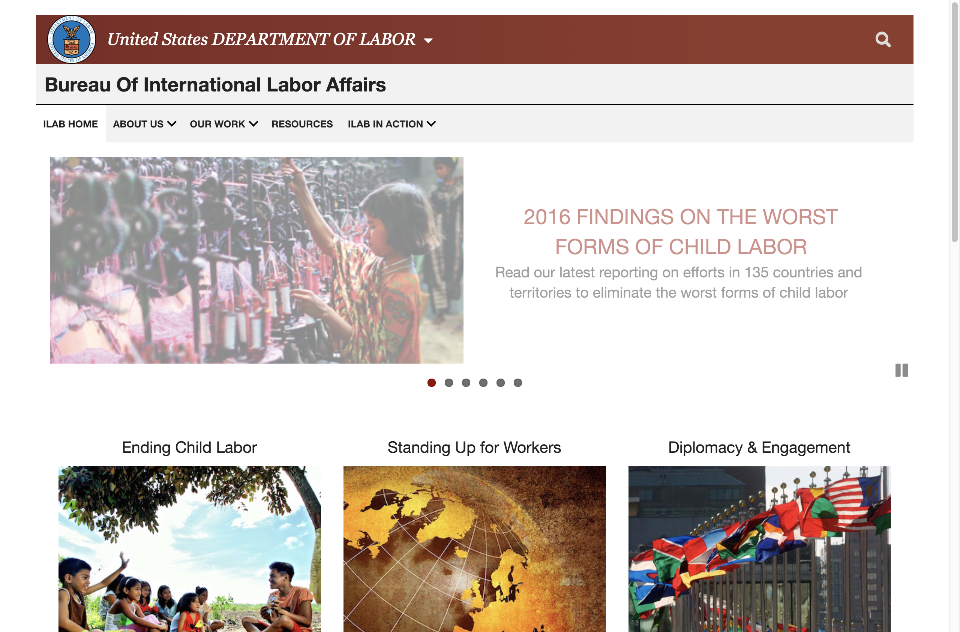 United States DEPARTMENT OF LABOR
Bureau Of International Labor Affairs
ILAB HOME ABOUT US OUR WORK RESOURCES ILAB IN ACTION
2016 FINDINGS ON THE WORST
FORMS OF CHILD LABOR
Read our latest reporting on efforts in 135 countries and
territories to eliminate the worst forms of child labor
Ending Child Labor Standing Up for Workers Diplomacy & Engagement